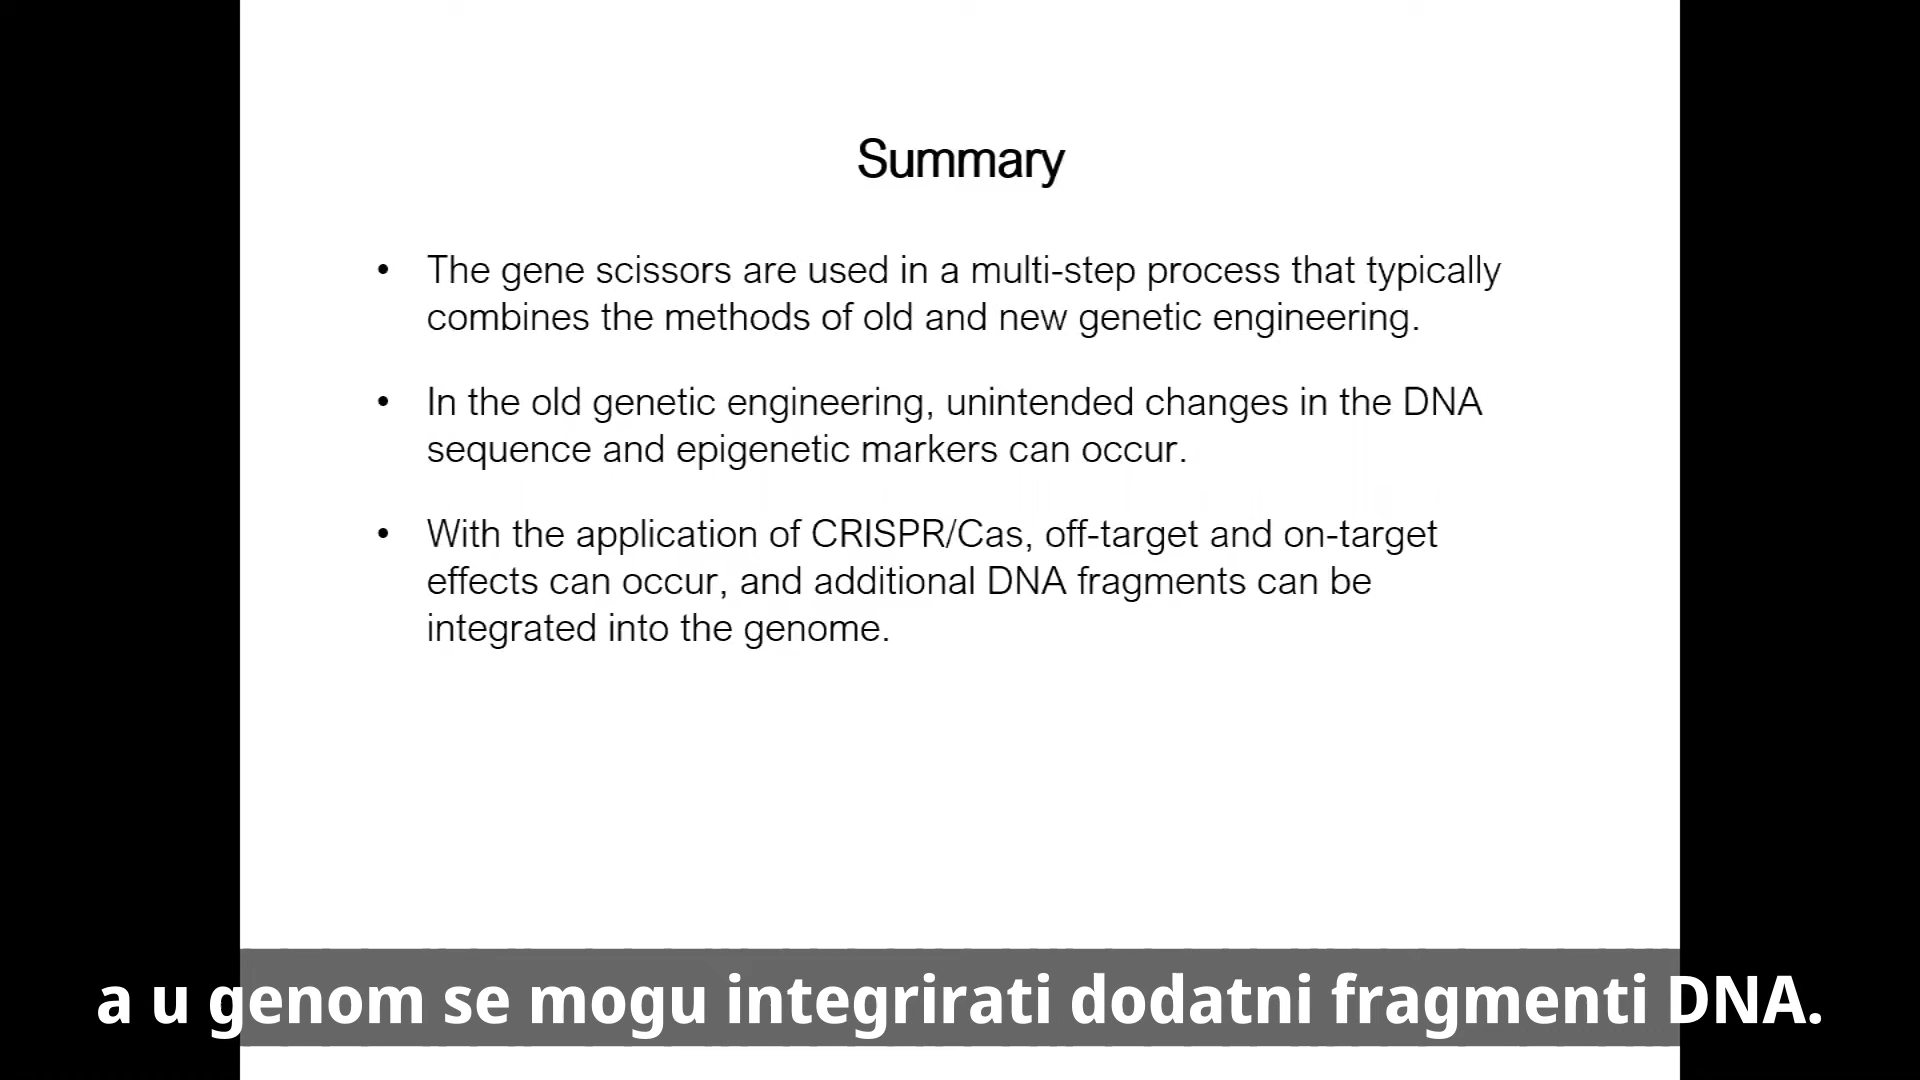 Summary
• The gene scissors are used in a multi-step process that typically
combines the methods of old and new genetic engineering.
• In the old genetic engineering, unintended changes in the DNA
sequence and epigenetic markers can occur.
• With the application of CRISPR/Cas, off-target and on-target
effects can occur, and additional DNA fragments can be
integrated into the genome.
a u genom se mogu integrirati dodatni fragmenti DNA.